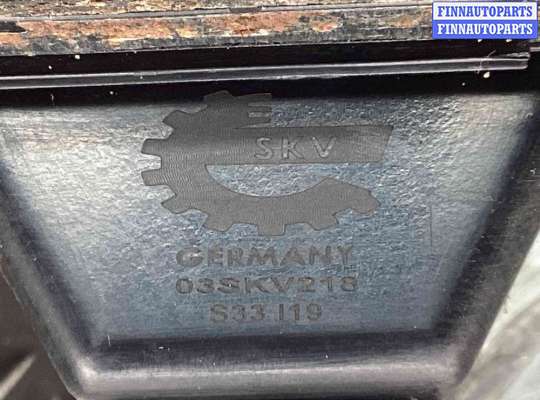 FINNAUTOPARTS
FINNAUTOPARTS
SKV
GERMANY
03SKV218
S33 I19